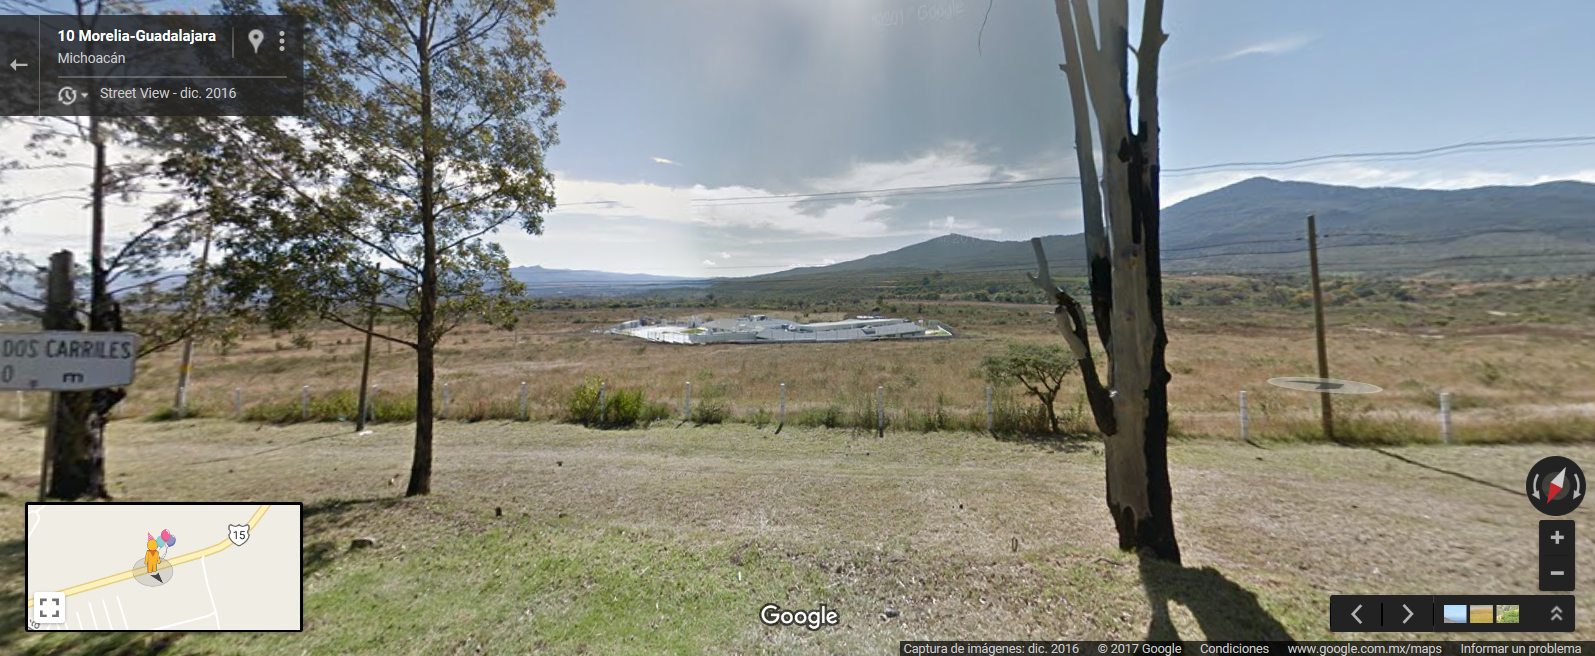 10 Morelia-Guadalajara
Michoacán
Street View - dic. 2016
DOS CARRILES
0 m
15
Google
Captura de imágenes: dic. 2016 © 2017 Google Condiciones www.google.com.mx/maps Informar un problema